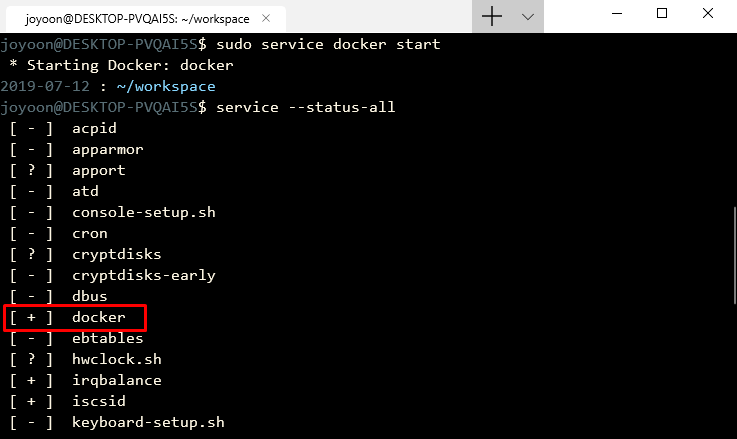 joyoon@DESKTOP-PVQAI5S: ~/workspace
joyoon@DESKTOP-PVQAI5S$ sudo service docker start
* Starting Docker: docker
2019-07-12 : ~/workspace
joyoon@DESKTOP-PVQAI5S$ service --status-all
[ - ] acpid
[ - ] apparmor
[ ? ] apport
[ - ] atd
[ - ] console-setup.sh
[ - ] cron
[ ? ] cryptdisks
[ - ] cryptdisks-early
[ - ] dbus
[ + ] docker
[ - ] ebtables
[ ? ] hwclock.sh
[ + ] irqbalance
[ + ] iscsid
[ - ] keyboard-setup.sh